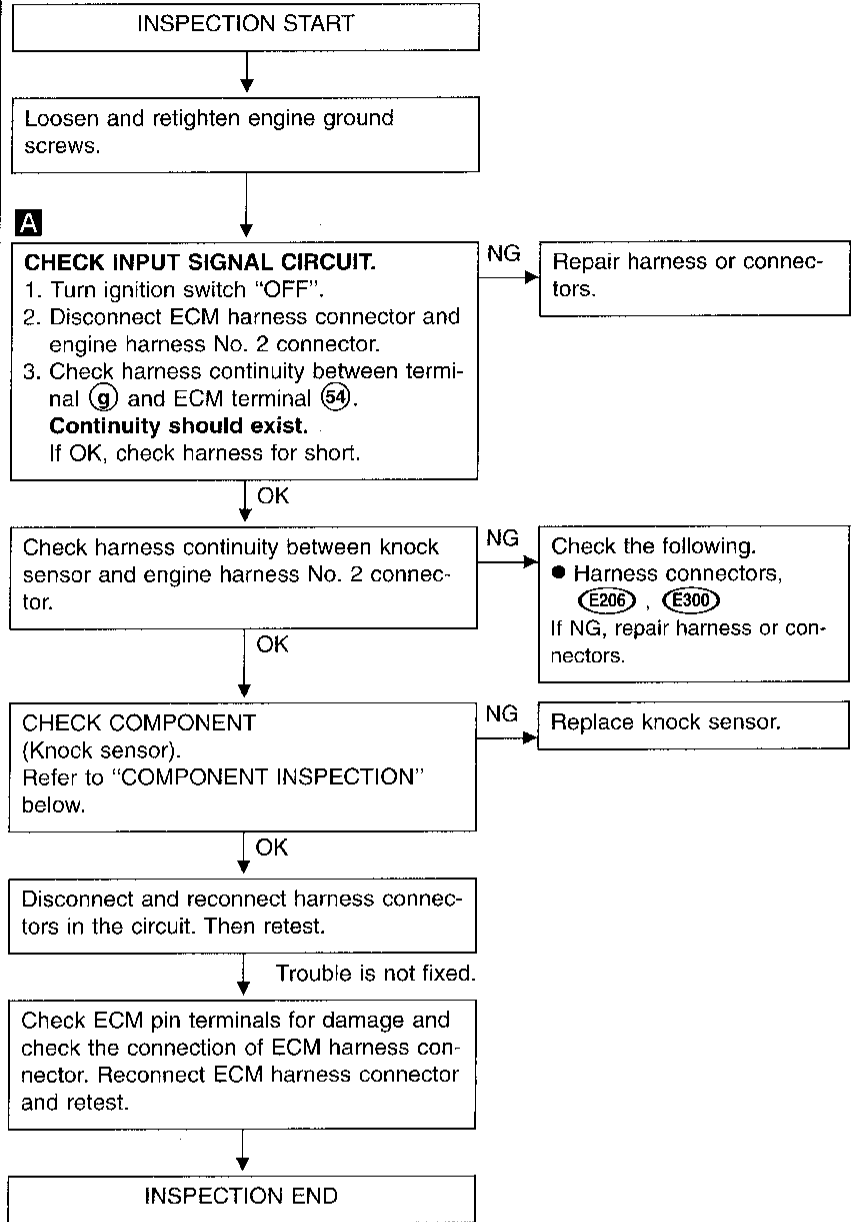 INSPECTION START
Loosen and retighten engine ground
screws.
A
CHECK INPUT SIGNAL CIRCUIT.
1. Turn ignition switch “OFF”.
2. Disconnect ECM harness connector and
engine harness No. 2 connector.
3. Check harness continuity between termi-
nal g and ECM terminal 54.
Continuity should exist.
If OK, check harness for short.
NG
Repair harness or connec-
tors.
OK
Check harness continuity between knock
sensor and engine harness No. 2 connec-
tor.
NG
Check the following.
● Harness connectors,
E206 , E300
If NG, repair harness or con-
nectors.
OK
CHECK COMPONENT
(Knock sensor).
Refer to “COMPONENT INSPECTION”
below.
NG
Replace knock sensor.
OK
Disconnect and reconnect harness connec-
tors in the circuit. Then retest.
Trouble is not fixed.
Check ECM pin terminals for damage and
check the connection of ECM harness con-
nector. Reconnect ECM harness connector
and retest.
INSPECTION END